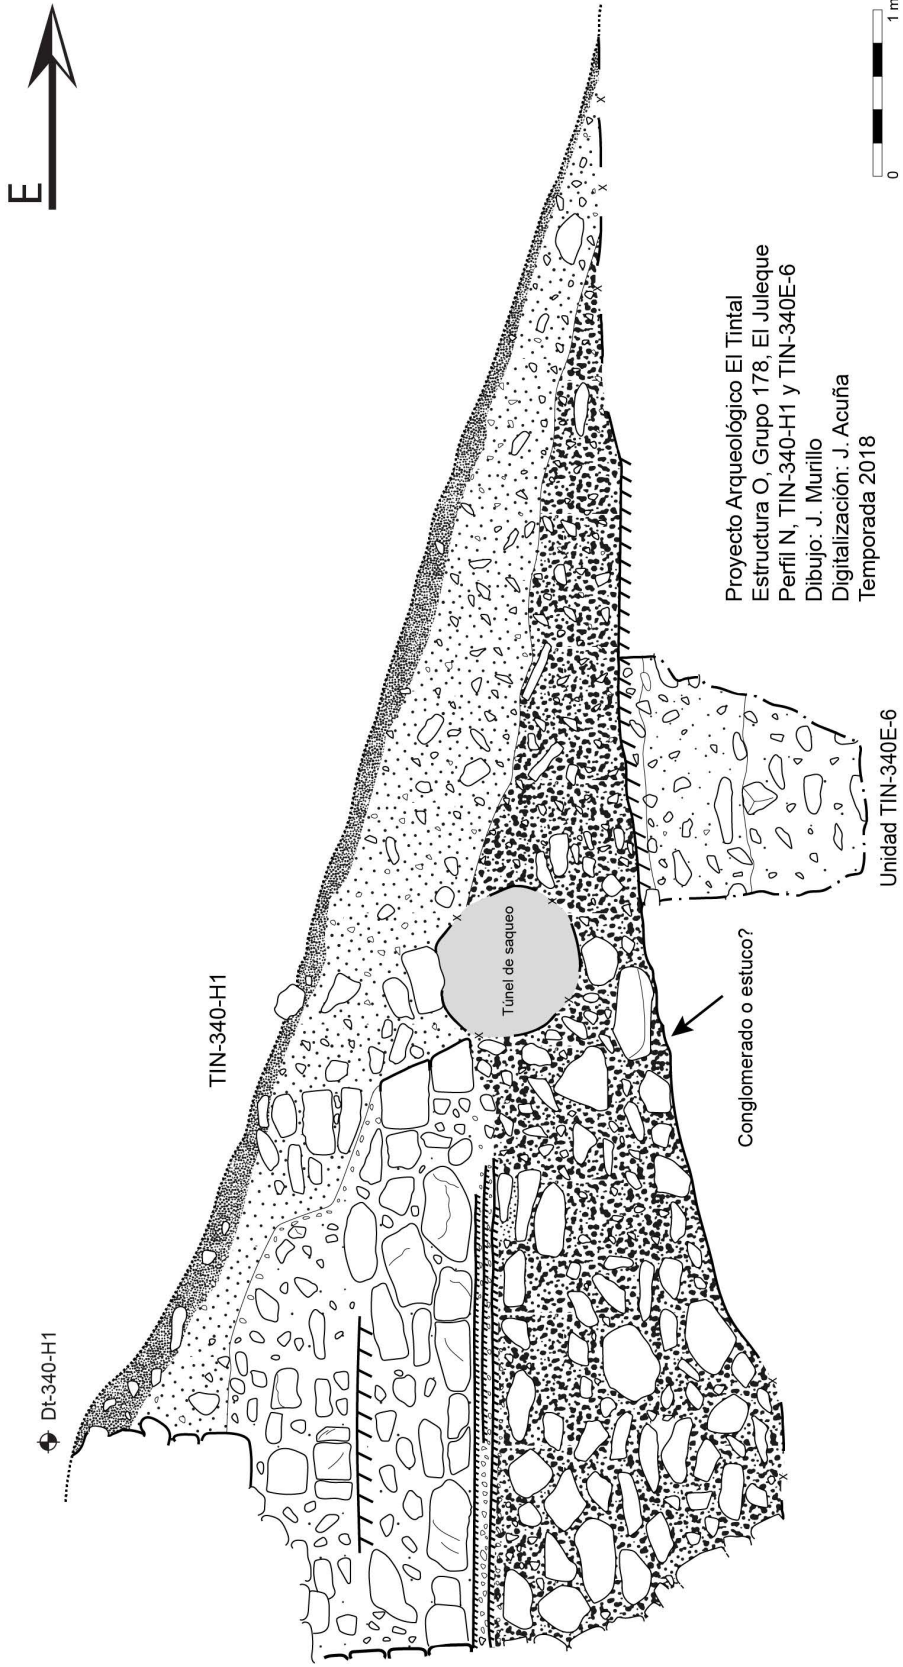 E
Dt-340-H1
TIN-340-H1
Túnel de saqueo
Conglomerado o estuco?
Unidad TIN-340E-6
Proyecto Arqueológico El Tintal
Estructura O, Grupo 178, El Juleque
Perfil N, TIN-340-H1 y TIN-340E-6
Dibujo: J. Murillo
Digitalización: J. Acuña
Temporada 2018
0
1 m